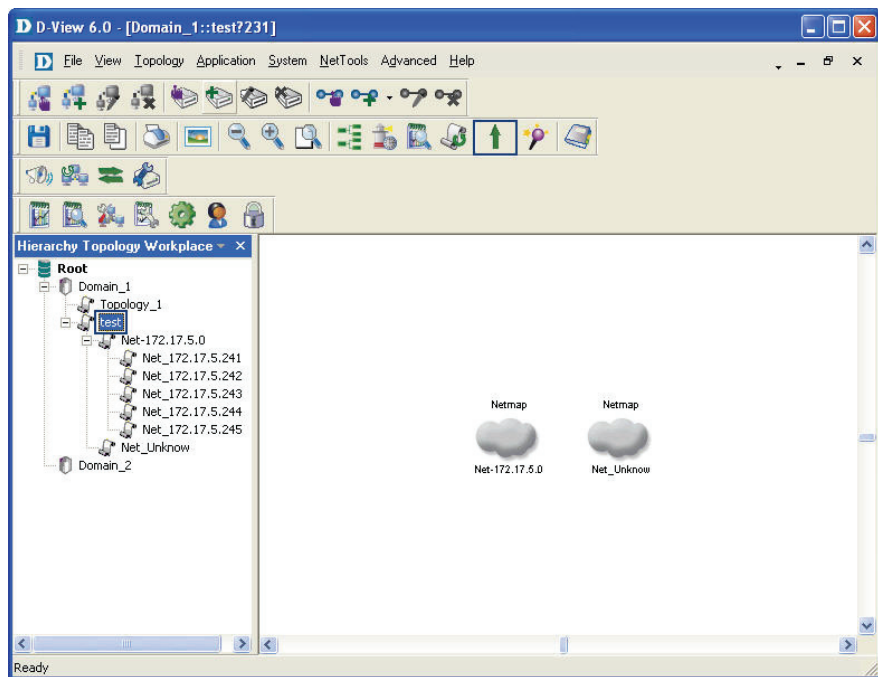 D-View 6.0 - [Domain_1::test?231]
File View Topology Application System NetTools Advanced Help
Hierarchy Topology Workplace
Root
Domain_1
Topology_1
test
Net-172.17.5.0
Net_172.17.5.241
Net_172.17.5.242
Net_172.17.5.243
Net_172.17.5.244
Net_172.17.5.245
Net_Unknow
Domain_2
Netmap Netmap
Net-172.17.5.0 Net_Unknow
Ready